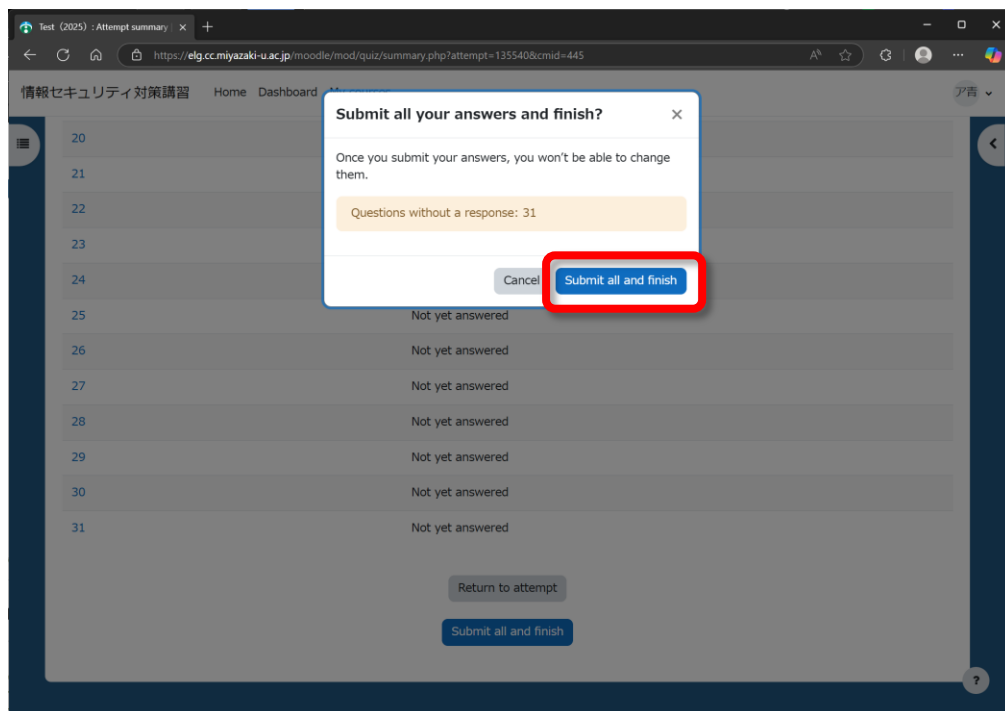 Test（2025）: Attempt summary
https://elg.cc.miyazaki-u.ac.jp/moodle/mod/quiz/summary.php?attempt=135540&cmid=445
情報セキュリティ対策講習 Home Dashboard My courses ア青
Submit all your answers and finish?
Once you submit your answers, you won't be able to change
them.
Questions without a response: 31
Cancel Submit all and finish
20
21
22
23
24
25 Not yet answered
26 Not yet answered
27 Not yet answered
28 Not yet answered
29 Not yet answered
30 Not yet answered
31 Not yet answered
Return to attempt
Submit all and finish
?